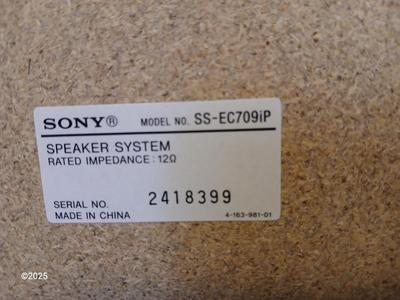 SONY® MODEL NO. SS-EC709iP
SPEAKER SYSTEM
RATED IMPEDANCE: 12Ω
SERIAL NO. 2418399
MADE IN CHINA 4-163-981-01
©2025